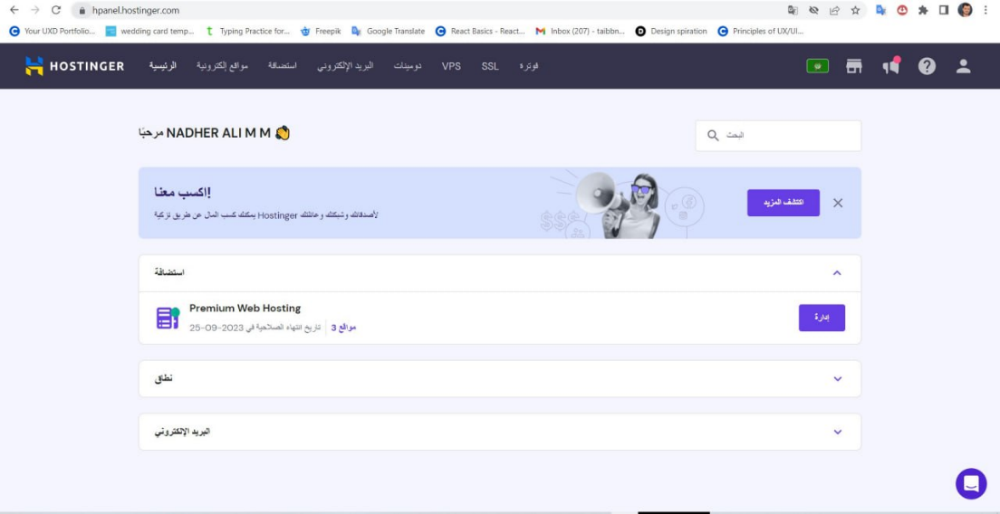 hpanel.hostinger.com
Your UXD Portfolio... wedding card temp... Typing Practice for... Freepik Google Translate React Basics - React... Inbox (207) - taibbn... Design spiration Principles of UX/UI...
HOSTINGER الرئيسية مواقع إلكترونية استضافة البريد الإلكتروني دومينات VPS SSL فوترة
مرحبًا NADHER ALI M M
البحث
!اكسب معنا
لأصدقائك وشبكتك وعائلتك Hostinger يمكنك كسب المال عن طريق تزكية
اكتشف المزيد
استضافة
Premium Web Hosting
تاريخ انتهاء الصلاحية في 2023-09-25
3 مواقع
إدارة
نطاق
البريد الإلكتروني